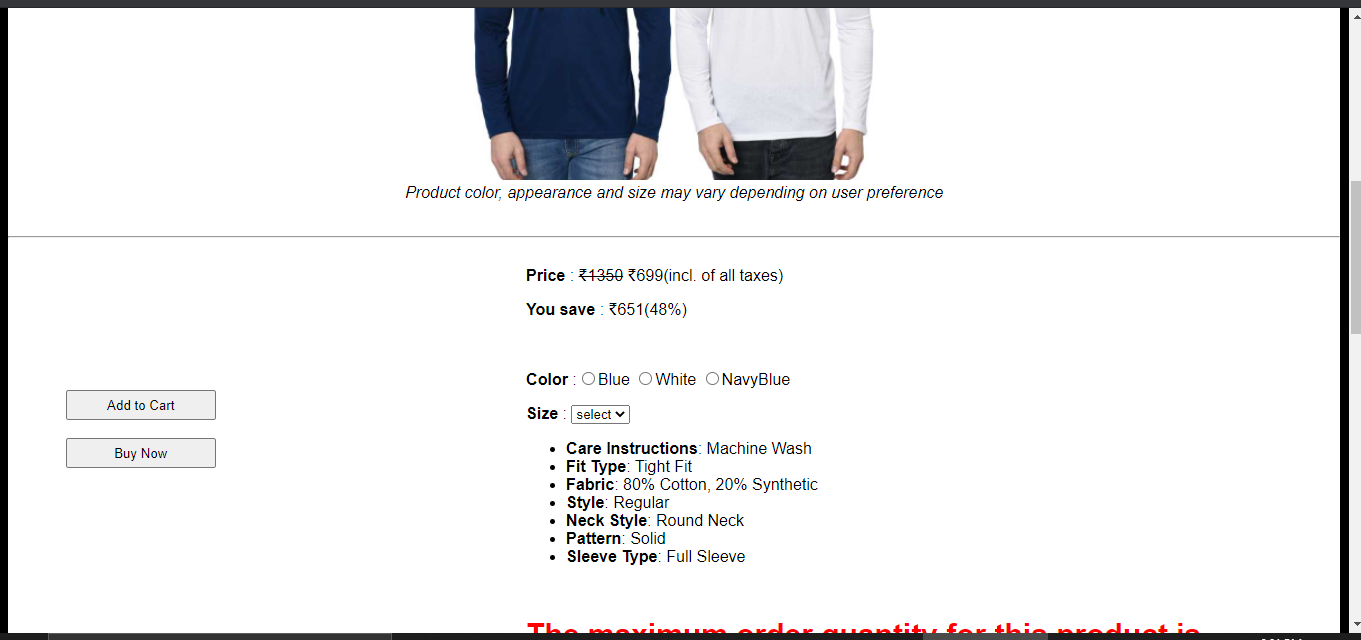 Product color, appearance and size may vary depending on user preference
Price : ₹1350 ₹699(incl. of all taxes)
You save : ₹651(48%)
Color : Blue White NavyBlue
Add to Cart
Size : select
Buy Now
Care Instructions: Machine Wash
Fit Type: Tight Fit
Fabric: 80% Cotton, 20% Synthetic
Style: Regular
Neck Style: Round Neck
Pattern: Solid
Sleeve Type: Full Sleeve
The maximum order quantity for this product is